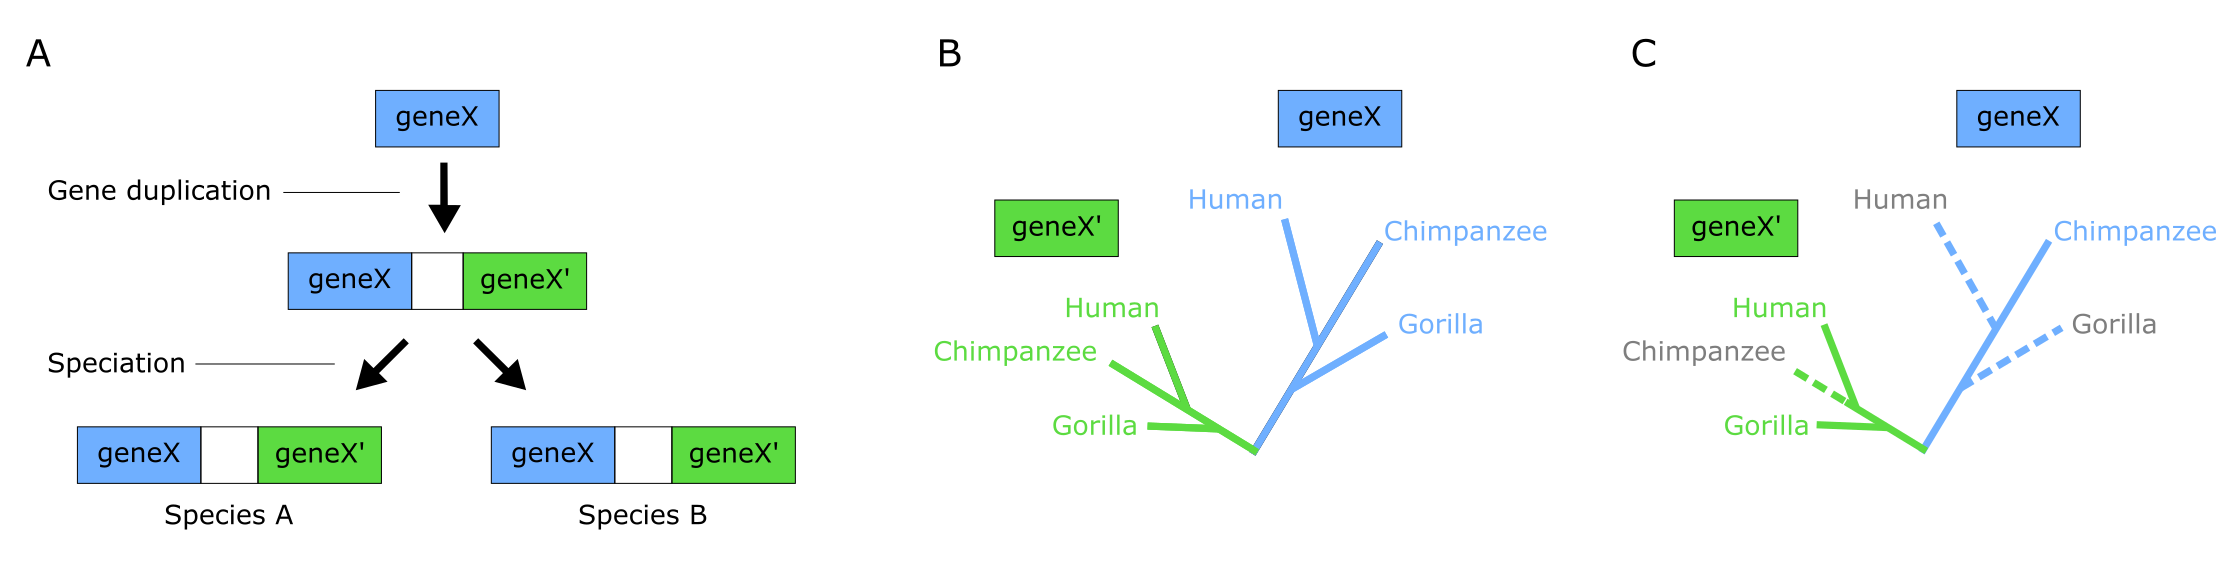 A
geneX
Gene duplication
geneX
geneX'
Speciation
geneX
geneX'
geneX
geneX'
Species A
Species B
B
geneX
geneX'
Human
Chimpanzee
Human
Gorilla
Chimpanzee
Gorilla
C
geneX
geneX'
Human
Chimpanzee
Human
Gorilla
Chimpanzee
Gorilla